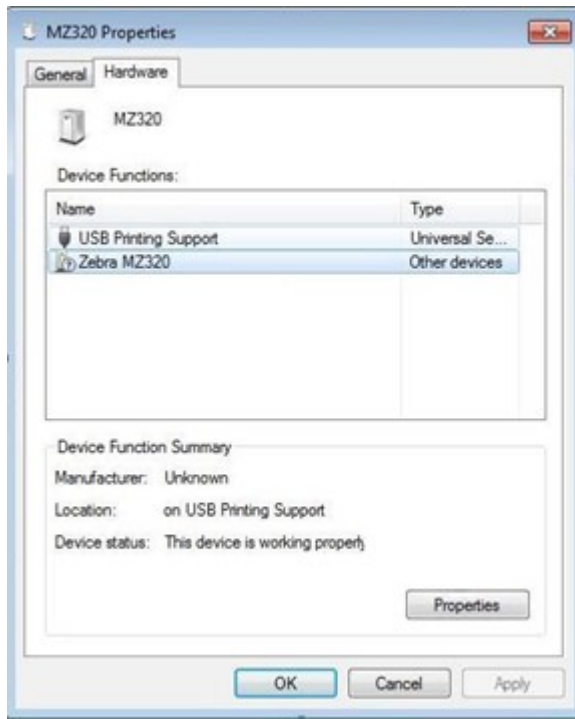 MZ320 Properties
General Hardware
MZ320
Device Functions:
Name Type
USB Printing Support Universal Se...
Zebra MZ320 Other devices
Device Function Summary
Manufacturer: Unknown
Location: on USB Printing Support
Device status: This device is working properly
Properties
OK Cancel Apply